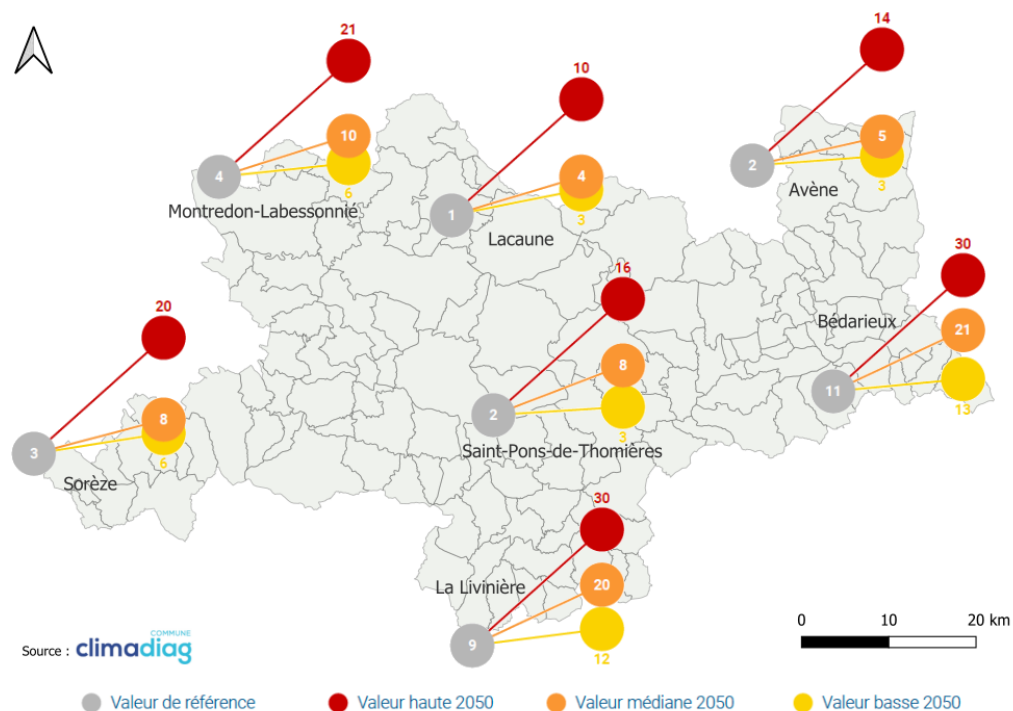 21
14
10
10
5
4
4
2
6
3
Avène
Montredon-Labessonnié
1
3
Lacaune
30
16
20
Bédarieux
21
8
11
8
2
13
3
3
6
Saint-Pons-de-Thomières
Sorèze
30
La Livinière
20
0 10 20 km
9
12
Source : climadiag COMMUNE
Valeur de référence
Valeur haute 2050
Valeur médiane 2050
Valeur basse 2050